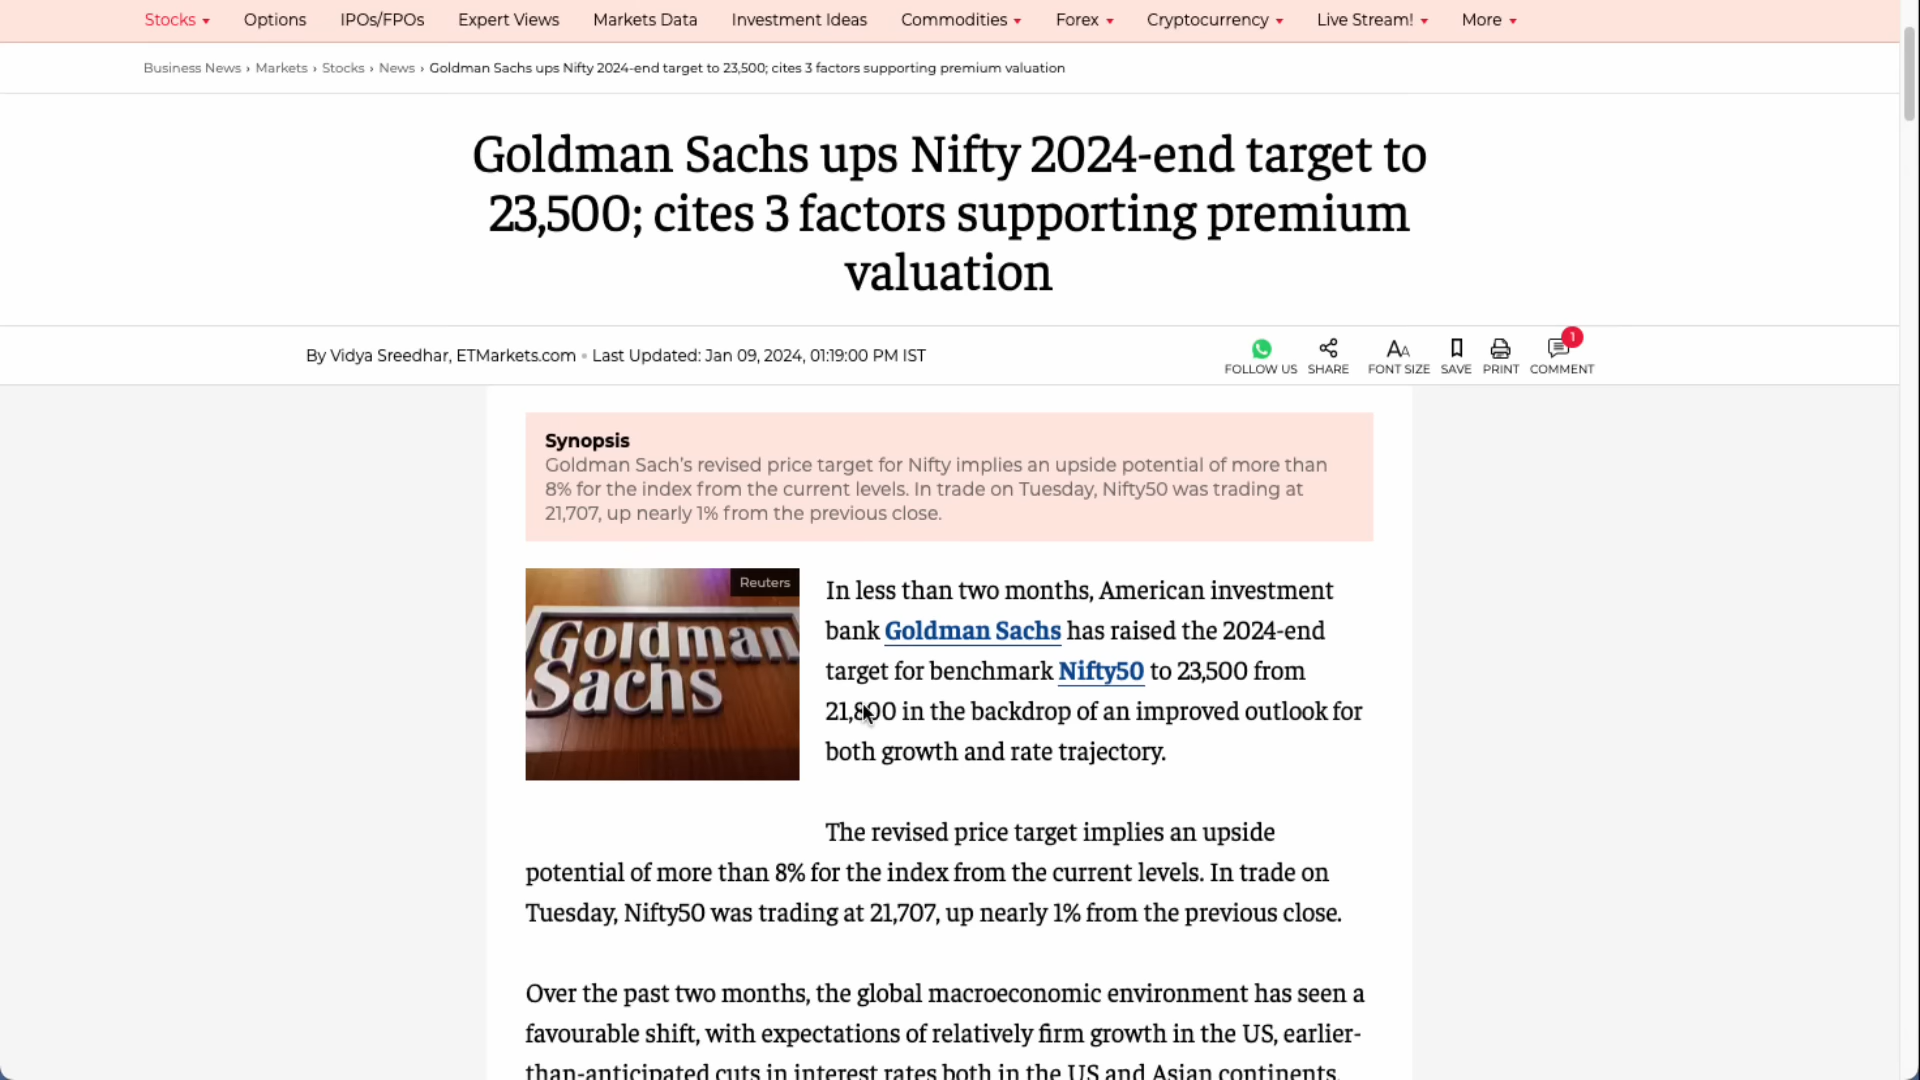 Stocks Options IPOs/FPOs Expert Views Markets Data Investment Ideas Commodities Forex Cryptocurrency Live Stream! More
Business News › Markets › Stocks › News › Goldman Sachs ups Nifty 2024-end target to 23,500; cites 3 factors supporting premium valuation
Goldman Sachs ups Nifty 2024-end target to
23,500; cites 3 factors supporting premium
valuation
By Vidya Sreedhar, ETMarkets.com • Last Updated: Jan 09, 2024, 01:19:00 PM IST
1
FOLLOW US SHARE FONT SIZE SAVE PRINT COMMENT
Synopsis
Goldman Sach's revised price target for Nifty implies an upside potential of more than
8% for the index from the current levels. In trade on Tuesday, Nifty50 was trading at
21,707, up nearly 1% from the previous close.
Reuters
Goldman
Sachs
In less than two months, American investment
bank Goldman Sachs has raised the 2024-end
target for benchmark Nifty50 to 23,500 from
21,800 in the backdrop of an improved outlook for
both growth and rate trajectory.
The revised price target implies an upside
potential of more than 8% for the index from the current levels. In trade on
Tuesday, Nifty50 was trading at 21,707, up nearly 1% from the previous close.
Over the past two months, the global macroeconomic environment has seen a
favourable shift, with expectations of relatively firm growth in the US, earlier-
than-anticipated cuts in interest rates both in the US and Asian continents,